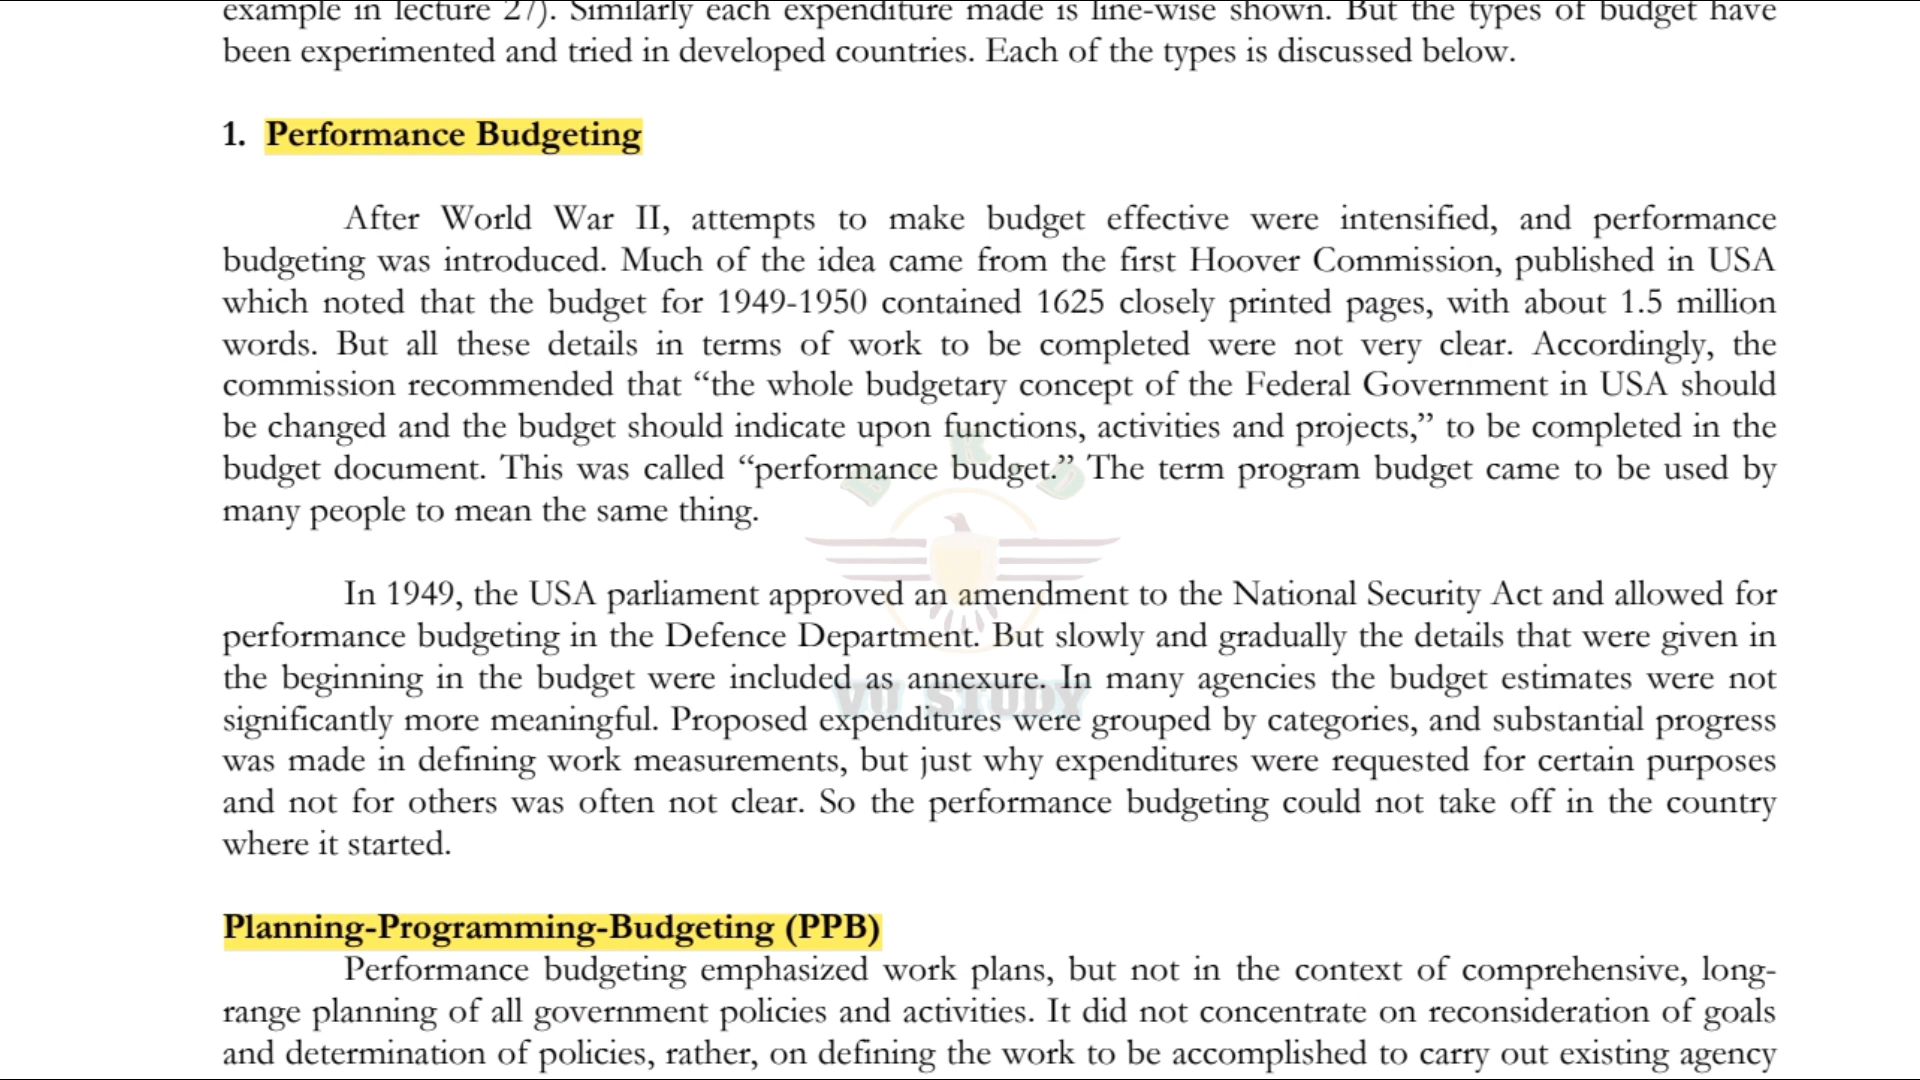 example in lecture 27). Similarly each expenditure made is line-wise shown. But the types of budget have
been experimented and tried in developed countries. Each of the types is discussed below.
1. Performance Budgeting
After World War II, attempts to make budget effective were intensified, and performance
budgeting was introduced. Much of the idea came from the first Hoover Commission, published in USA
which noted that the budget for 1949-1950 contained 1625 closely printed pages, with about 1.5 million
words. But all these details in terms of work to be completed were not very clear. Accordingly, the
commission recommended that “the whole budgetary concept of the Federal Government in USA should
be changed and the budget should indicate upon functions, activities and projects,” to be completed in the
budget document. This was called “performance budget.” The term program budget came to be used by
many people to mean the same thing.
In 1949, the USA parliament approved an amendment to the National Security Act and allowed for
performance budgeting in the Defence Department. But slowly and gradually the details that were given in
the beginning in the budget were included as annexure. In many agencies the budget estimates were not
significantly more meaningful. Proposed expenditures were grouped by categories, and substantial progress
was made in defining work measurements, but just why expenditures were requested for certain purposes
and not for others was often not clear. So the performance budgeting could not take off in the country
where it started.
Planning-Programming-Budgeting (PPB)
Performance budgeting emphasized work plans, but not in the context of comprehensive, long-
range planning of all government policies and activities. It did not concentrate on reconsideration of goals
and determination of policies, rather, on defining the work to be accomplished to carry out existing agency
B K D
VU STUDY